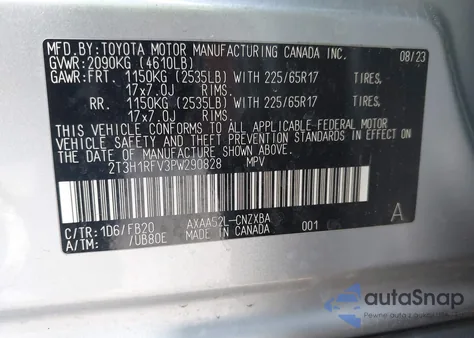 MFD.BY:TOYOTA MOTOR MANUFACTURING CANADA INC. 08/23
GVWR:2090KG (4610LB)
GAWR:FRT. 1150KG (2535LB) WITH 225/65R17 TIRES,
17x7.0J RIMS,
RR. 1150KG (2535LB) WITH 225/65R17 TIRES,
17x7.0J RIMS,
THIS VEHICLE CONFORMS TO ALL APPLICABLE FEDERAL MOTOR
VEHICLE SAFETY AND THEFT PREVENTION STANDARDS IN EFFECT
ON THE DATE OF MANUFACTURE SHOWN ABOVE.
2T3H1RFV3PW290828 MPV
C/TR:1D6/FB20 AXAA52L-CNZXBA A
A/TM: /UB80E MADE IN CANADA 001
autoSnap
Pewne auto z